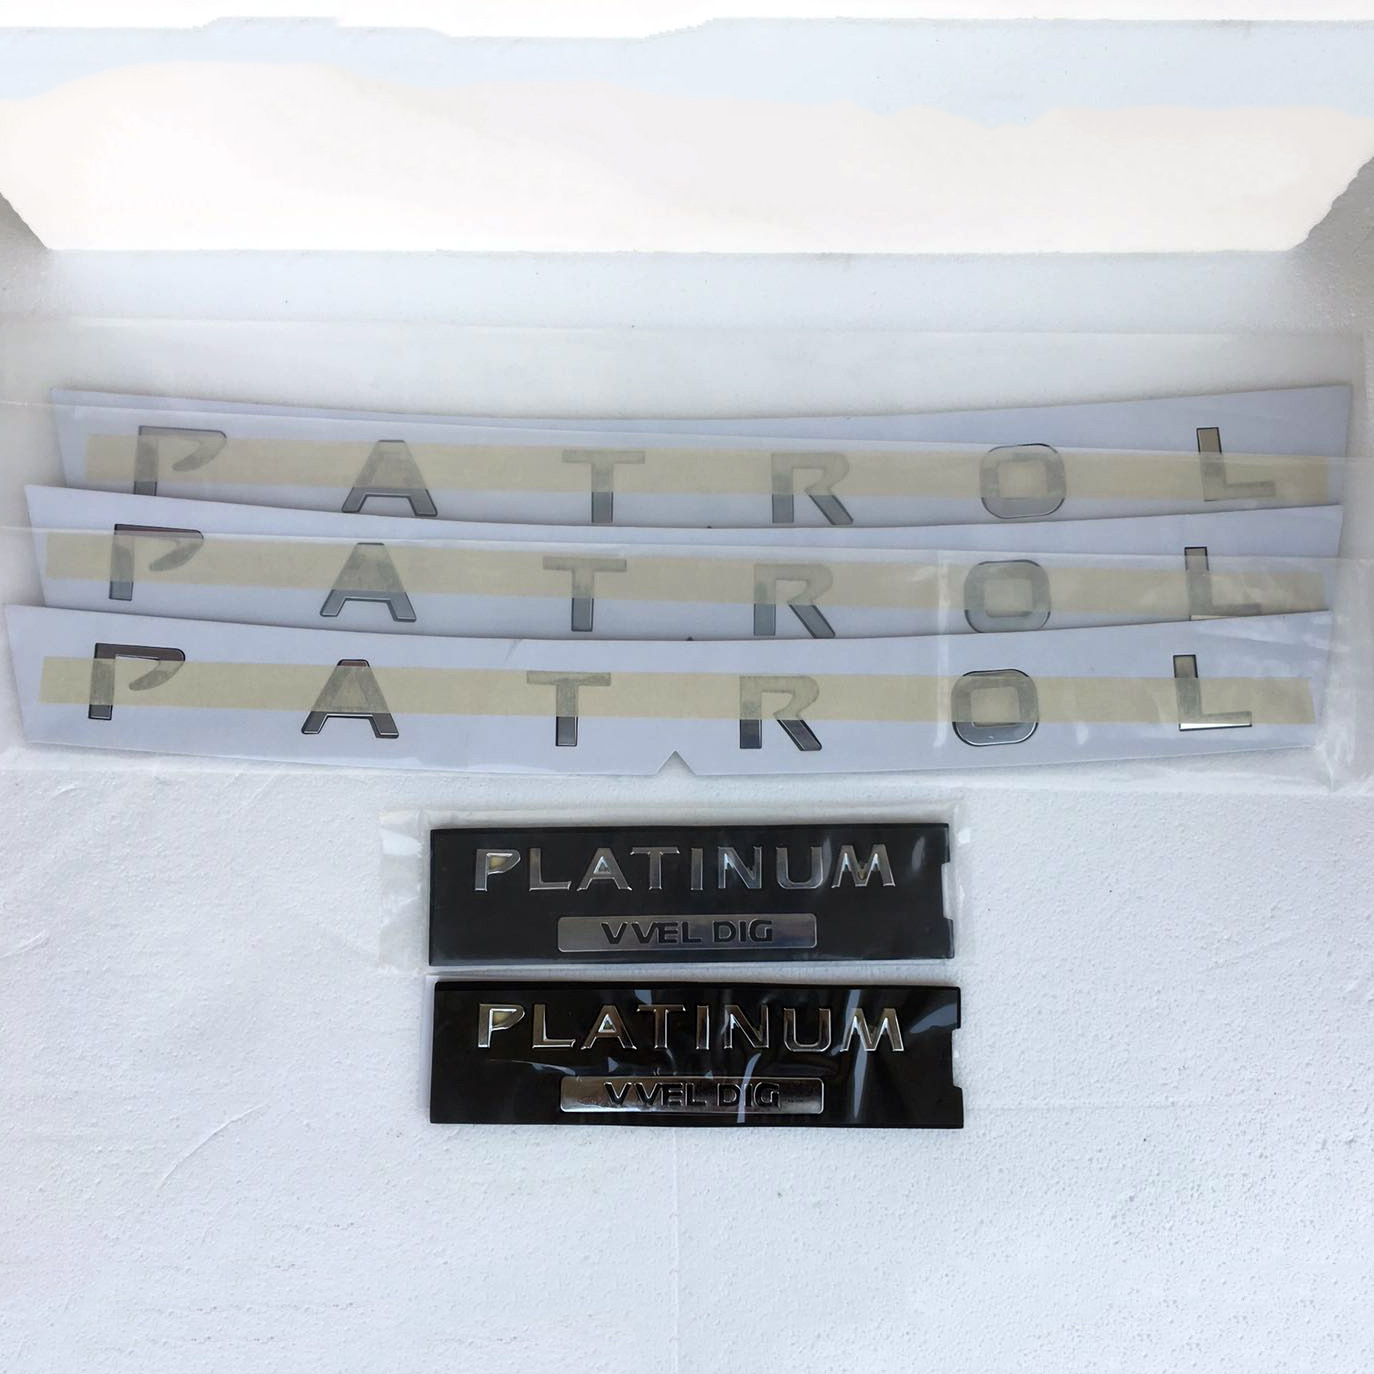 PATROL
PATROL
PATROL
PLATINUM
VVEL DIG
PLATINUM
VVEL DIG